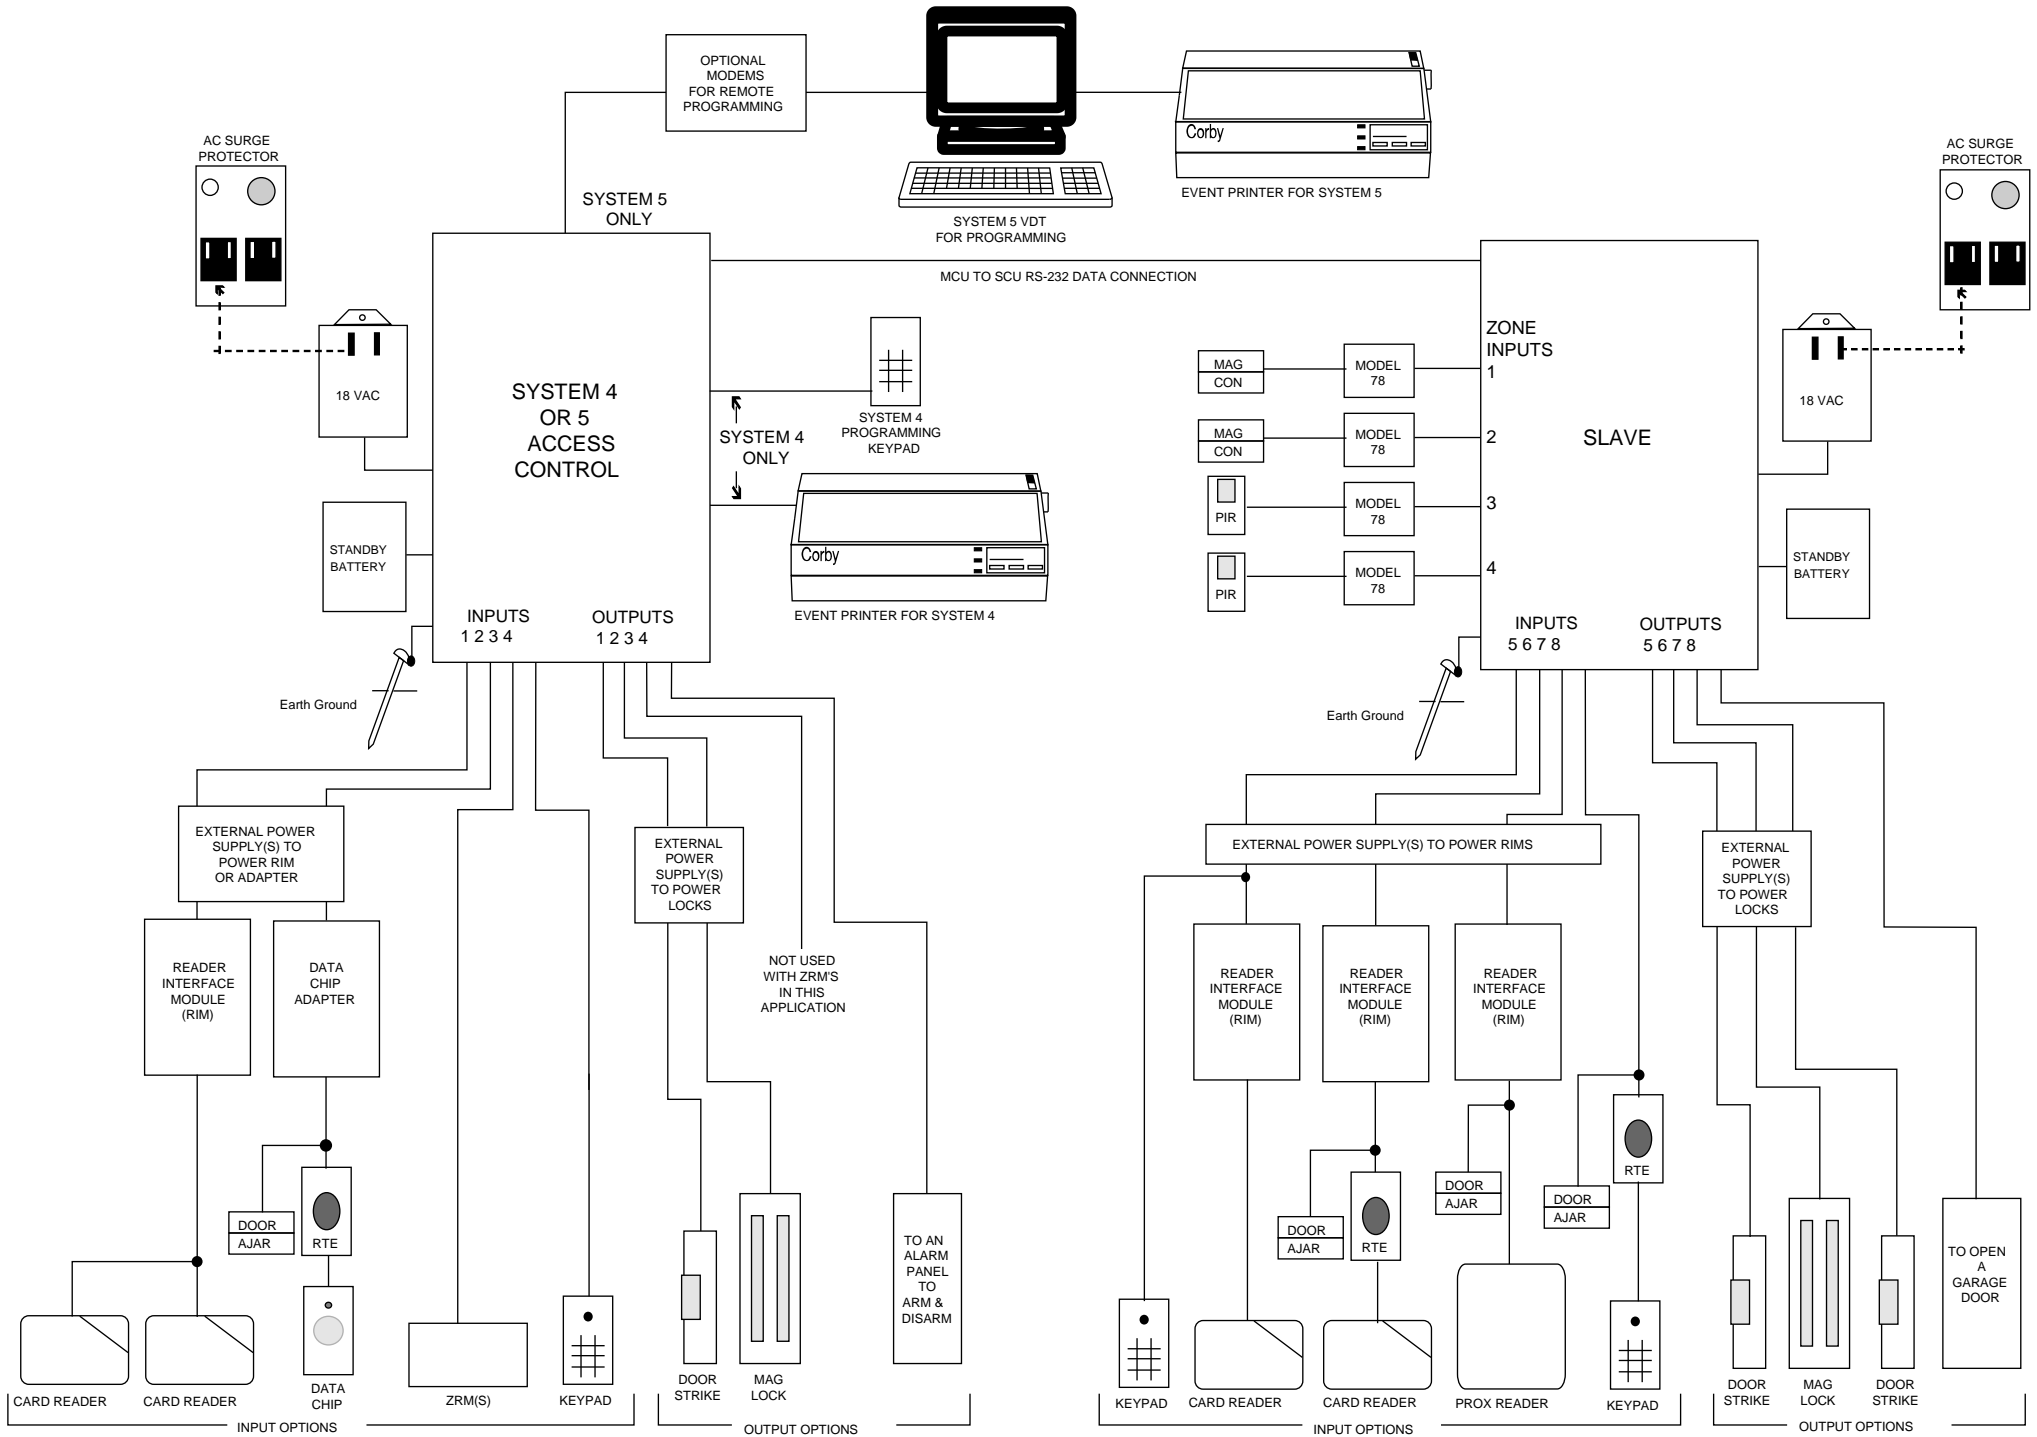 OPTIONAL
MODEMS
FOR REMOTE
PROGRAMMING
Corby
EVENT PRINTER FOR SYSTEM 5
SYSTEM 5 VDT
FOR PROGRAMMING
AC SURGE
PROTECTOR
AC SURGE
PROTECTOR
SYSTEM 5
ONLY
MCU TO SCU RS-232 DATA CONNECTION
18 VAC
SYSTEM 4
OR 5
ACCESS
CONTROL
STANDBY
BATTERY
INPUTS
1 2 3 4
OUTPUTS
1 2 3 4
Earth Ground
SYSTEM 4
PROGRAMMING
KEYPAD
SYSTEM 4
ONLY
Corby
EVENT PRINTER FOR SYSTEM 4
MAG
CON
MODEL
78
MAG
CON
MODEL
78
PIR
MODEL
78
PIR
MODEL
78
ZONE
INPUTS
1
2
3
4
SLAVE
18 VAC
STANDBY
BATTERY
INPUTS
5 6 7 8
OUTPUTS
5 6 7 8
Earth Ground
EXTERNAL POWER
SUPPLY(S) TO
POWER RIM
OR ADAPTER
READER
INTERFACE
MODULE
(RIM)
DATA
CHIP
ADAPTER
EXTERNAL
POWER
SUPPLY(S)
TO POWER
LOCKS
NOT USED
WITH ZRM'S
IN THIS
APPLICATION
DOOR
AJAR
RTE
TO AN
ALARM
PANEL
TO
ARM &
DISARM
CARD READER
CARD READER
DATA
CHIP
ZRM(S)
KEYPAD
DOOR
STRIKE
MAG
LOCK
INPUT OPTIONS
OUTPUT OPTIONS
EXTERNAL POWER SUPPLY(S) TO POWER RIMS
READER
INTERFACE
MODULE
(RIM)
READER
INTERFACE
MODULE
(RIM)
READER
INTERFACE
MODULE
(RIM)
EXTERNAL
POWER
SUPPLY(S)
TO POWER
LOCKS
DOOR
AJAR
RTE
DOOR
AJAR
DOOR
AJAR
RTE
TO OPEN
A
GARAGE
DOOR
KEYPAD
CARD READER
CARD READER
PROX READER
KEYPAD
DOOR
STRIKE
MAG
LOCK
DOOR
STRIKE
INPUT OPTIONS
OUTPUT OPTIONS